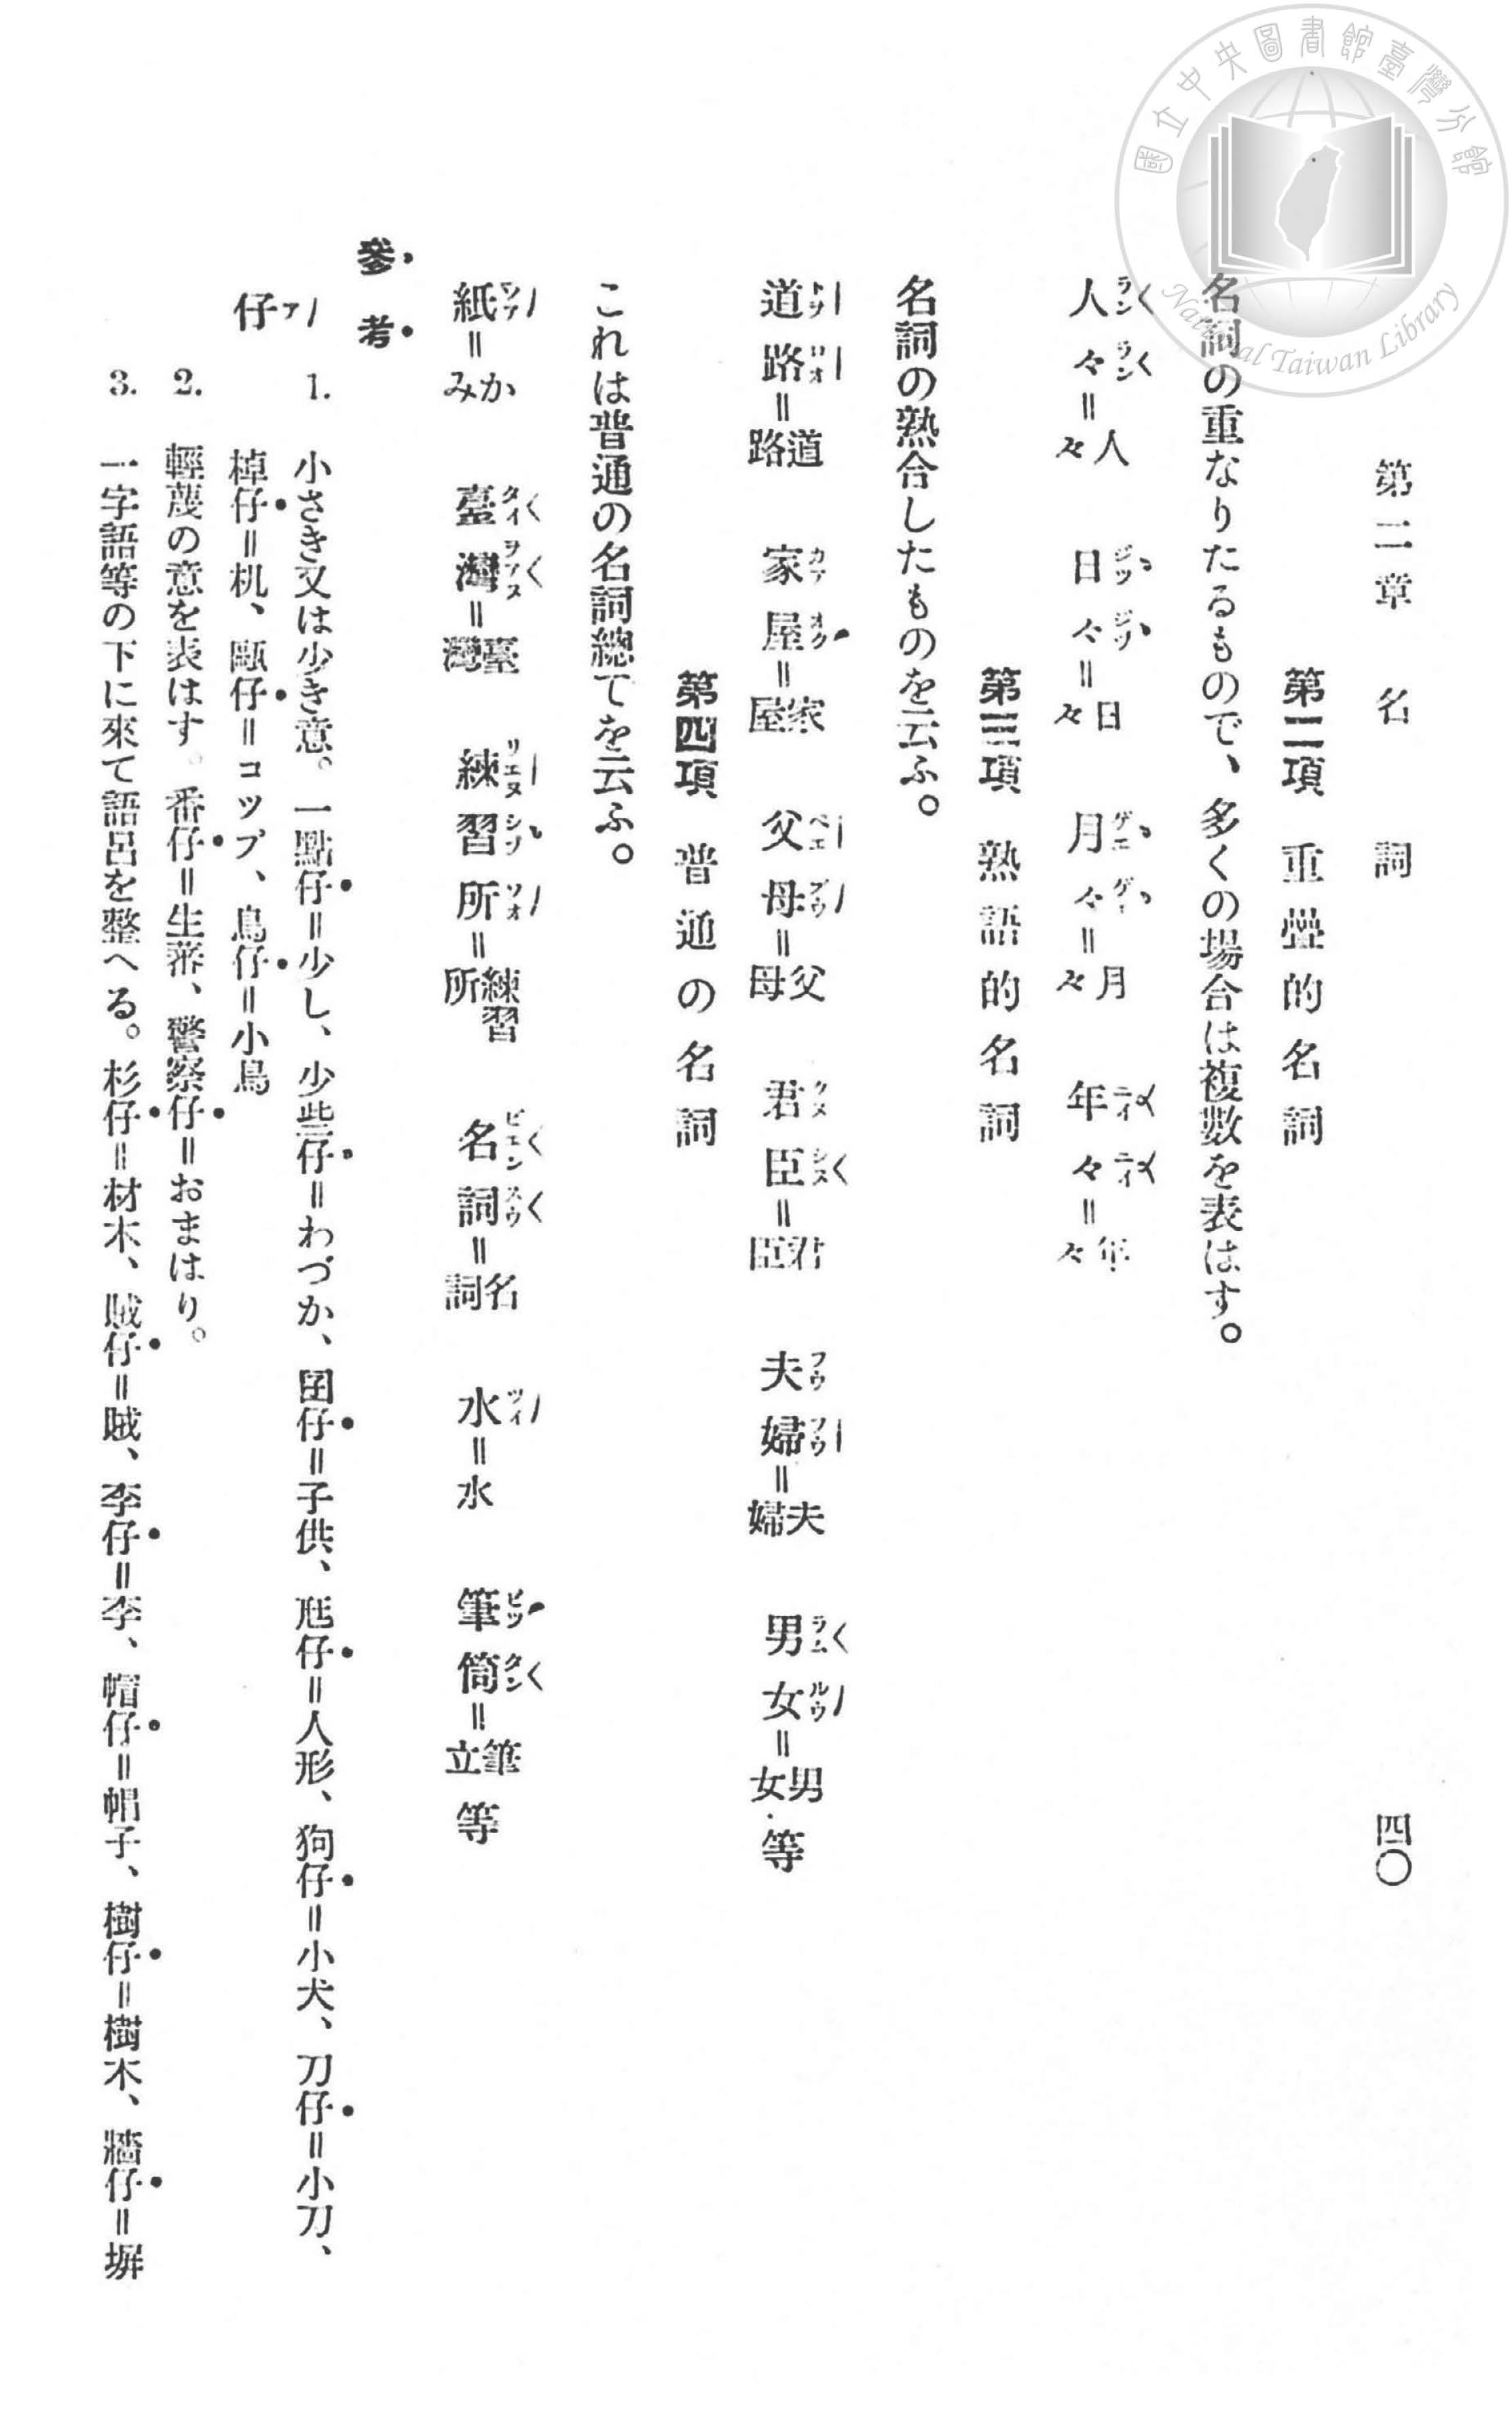 國立中央圖書館臺灣分館
National Taiwan Library
第二章 名詞 四〇
第二項 重疊的名詞
名詞の重なりたるもので、多くの場合は複數を表はす。
人々=人々 日々=日々 月々=月々 年々=年々
第三項 熟語的名詞
名詞の熟合したものを云ふ。
道路=道路 家屋=家屋 父母=父母 君臣=君臣 夫婦=夫婦 男女=男女等
第四項 普通の名詞
これは普通の名詞總てを云ふ。
紙=かみ 臺灣=臺灣 練習所=練習所 名詞=名詞 水=水 筆筒=筆立等
參考
仔 1. 小さき又は少き意。一點仔=少し、少些仔=わづか、囝仔=子供、尫仔=人形、狗仔=小犬、刀仔=小刀、
棹仔=机、甌仔=コップ、鳥仔=小鳥
2. 輕蔑の意を表はす。番仔=生蕃、警察仔=おまはり。
3. 一字語等の下に來て語呂を整へる。杉仔=材木、賊仔=賊、李仔=李、帽仔=帽子、樹仔=樹木、牆仔=塀